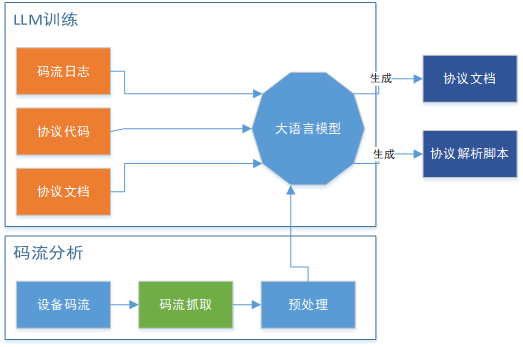 LLM训练
码流日志
协议代码
协议文档
大语言模型
生成
协议文档
生成
协议解析脚本
码流分析
设备码流
码流抓取
预处理